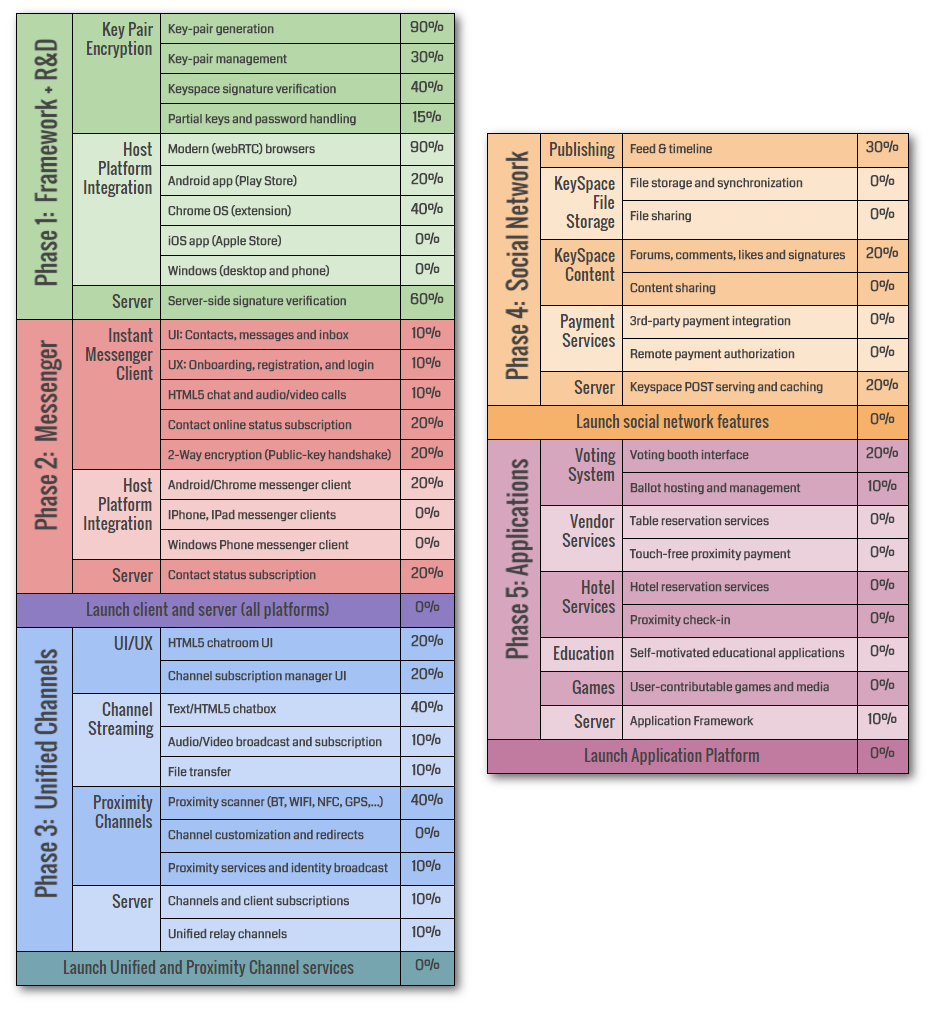 Phase 1: Framework + R&D
Key Pair
Encryption
Key-pair generation 90%
Key-pair management 30%
Keyspace signature verification 40%
Partial keys and password handling 15%
Host
Platform
Integration
Modern (webRTC) browsers 90%
Android app (Play Store) 20%
Chrome OS (extension) 40%
iOS app (Apple Store) 0%
Windows (desktop and phone) 0%
Server Server-side signature verification 60%
Phase 2: Messenger
Instant
Messenger
Client
UI: Contacts, messages and inbox 10%
UX: Onboarding, registration, and login 10%
HTML5 chat and audio/video calls 10%
Contact online status subscription 20%
2-Way encryption (Public-key handshake) 20%
Host
Platform
Integration
Android/Chrome messenger client 20%
IPhone, IPad messenger clients 0%
Windows Phone messenger client 0%
Server Contact status subscription 20%
Launch client and server (all platforms) 0%
Phase 3: Unified Channels
UI/UX HTML5 chatroom UI 20%
Channel subscription manager UI 20%
Channel
Streaming
Text/HTML5 chatbox 40%
Audio/Video broadcast and subscription 10%
File transfer 10%
Proximity
Channels
Proximity scanner (BT, WIFI, NFC, GPS,...) 40%
Channel customization and redirects 0%
Proximity services and identity broadcast 10%
Server Channels and client subscriptions 10%
Unified relay channels 10%
Launch Unified and Proximity Channel services 0%
Phase 4: Social Network
Publishing Feed & timeline 30%
KeySpace
File
Storage
File storage and synchronization 0%
File sharing 0%
KeySpace
Content
Forums, comments, likes and signatures 20%
Content sharing 0%
Payment
Services
3rd-party payment integration 0%
Remote payment authorization 0%
Server Keyspace POST serving and caching 20%
Launch social network features 0%
Phase 5: Applications
Voting
System
Voting booth interface 20%
Ballot hosting and management 10%
Vendor
Services
Table reservation services 0%
Touch-free proximity payment 0%
Hotel
Services
Hotel reservation services 0%
Proximity check-in 0%
Education Self-motivated educational applications 0%
Games User-contributable games and media 0%
Server Application Framework 10%
Launch Application Platform 0%